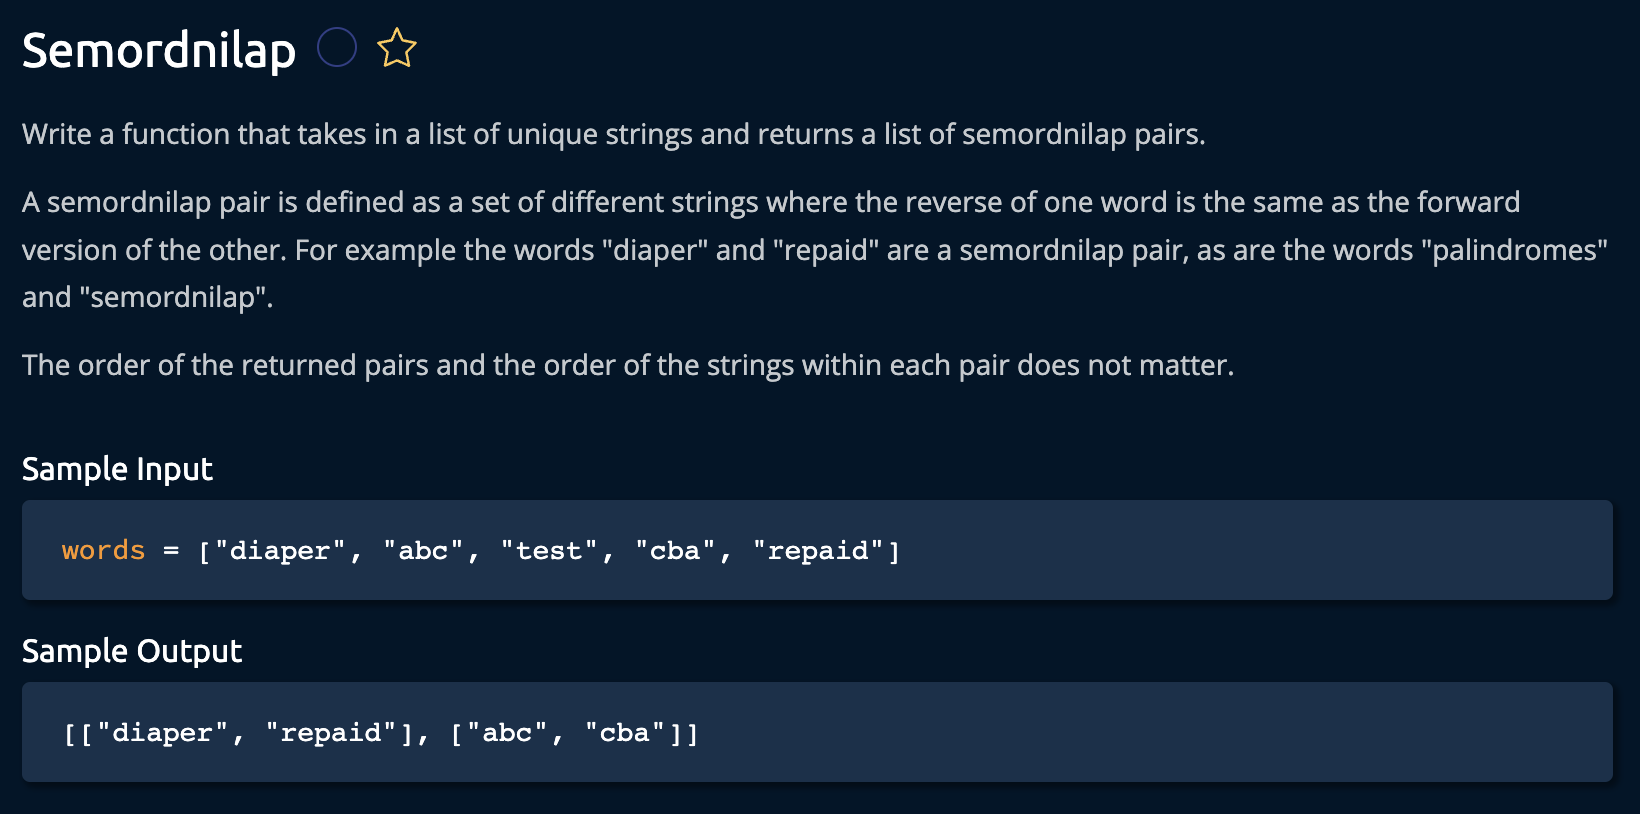 Semordnilap
Write a function that takes in a list of unique strings and returns a list of semordnilap pairs.
A semordnilap pair is defined as a set of different strings where the reverse of one word is the same as the forward
version of the other. For example the words "diaper" and "repaid" are a semordnilap pair, as are the words "palindromes"
and "semordnilap".
The order of the returned pairs and the order of the strings within each pair does not matter.
Sample Input
words = ["diaper", "abc", "test", "cba", "repaid"]
Sample Output
[["diaper", "repaid"], ["abc", "cba"]]